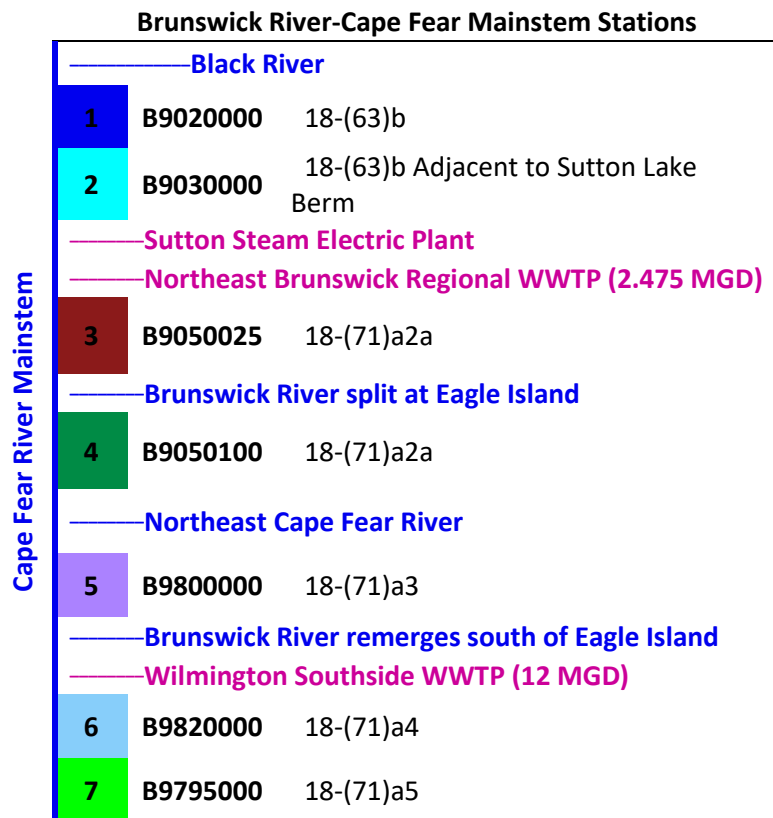 Brunswick River-Cape Fear Mainstem Stations
Black River
1 B9020000 18-(63)b
2 B9030000 18-(63)b Adjacent to Sutton Lake
Berm
Sutton Steam Electric Plant
Northeast Brunswick Regional WWTP (2.475 MGD)
3 B9050025 18-(71)a2a
Brunswick River split at Eagle Island
4 B9050100 18-(71)a2a
Northeast Cape Fear River
5 B9800000 18-(71)a3
Brunswick River remerges south of Eagle Island
Wilmington Southside WWTP (12 MGD)
6 B9820000 18-(71)a4
7 B9795000 18-(71)a5
Cape Fear River Mainstem